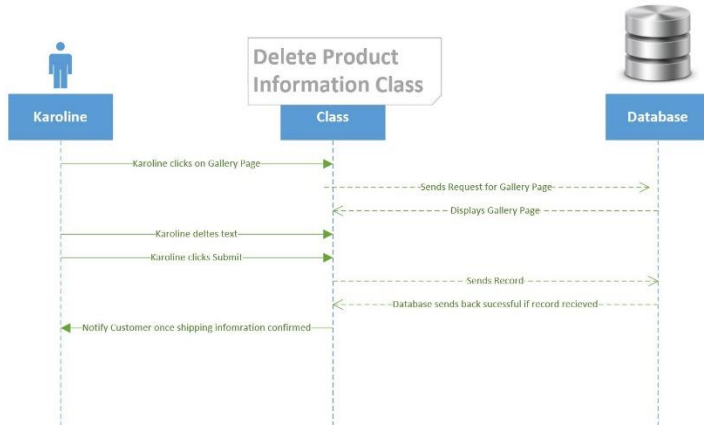 Delete Product
Information Class
Karoline
Class
Database
Karoline clicks on Gallery Page
Sends Request for Gallery Page
Displays Gallery Page
Karoline deltes text
Karoline clicks Submit
Sends Record
Database sends back sucessful if record recieved
Notify Customer once shipping infomration confirmed